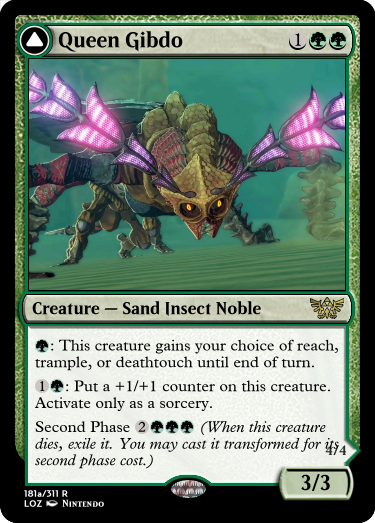 Queen Gibdo 1
Creature — Sand Insect Noble
: This creature gains your choice of reach,
trample, or deathtouch until end of turn.
1 : Put a +1/+1 counter on this creature.
Activate only as a sorcery.
Second Phase 2 (When this creature
dies, exile it. You may cast it transformed for its
second phase cost.)
4/4
3/3
181a/311 R
LOZ Nintendo